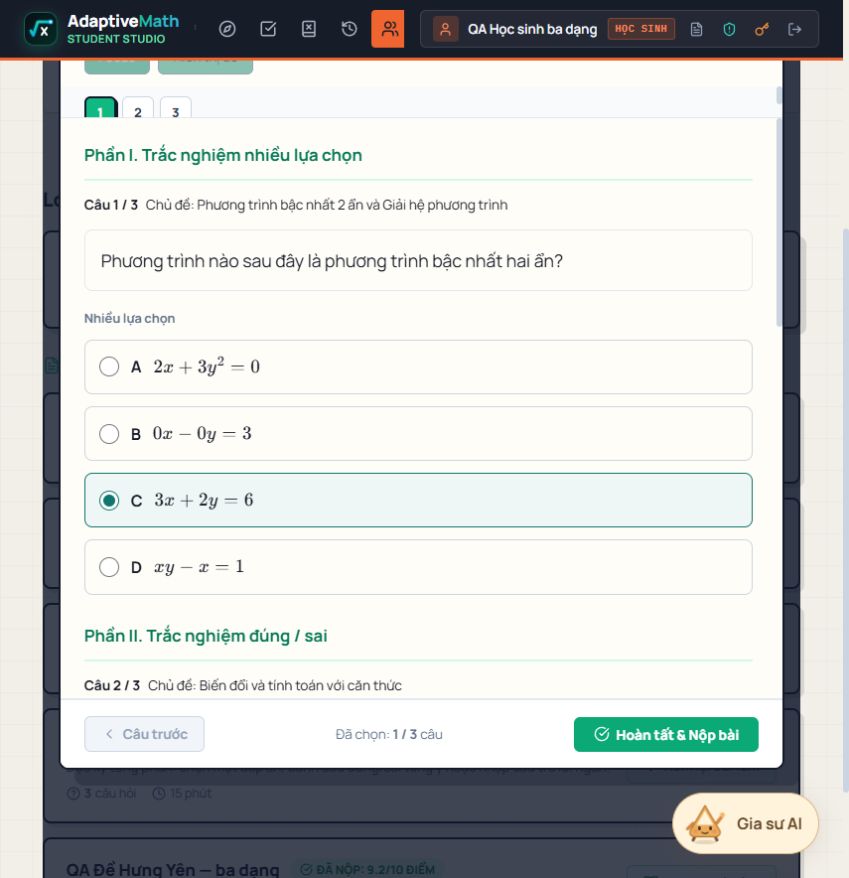 AdaptiveMath
STUDENT STUDIO
QA Học sinh ba dạng
HỌC SINH
1 2 3
Phần I. Trắc nghiệm nhiều lựa chọn
Câu 1 / 3 Chủ đề: Phương trình bậc nhất 2 ẩn và Giải hệ phương trình
Phương trình nào sau đây là phương trình bậc nhất hai ẩn?
Nhiều lựa chọn
A 2x + 3y² = 0
B 0x − 0y = 3
C 3x + 2y = 6
D xy − x = 1
Phần II. Trắc nghiệm đúng / sai
Câu 2 / 3 Chủ đề: Biến đổi và tính toán với căn thức
Câu trước
Đã chọn: 1 / 3 câu
Hoàn tất & Nộp bài
3 câu hỏi 15 phút
Gia sư AI
QA Đề Hưng Yên — ba dạng ĐÃ NỘP: 9.2/10 ĐIỂM